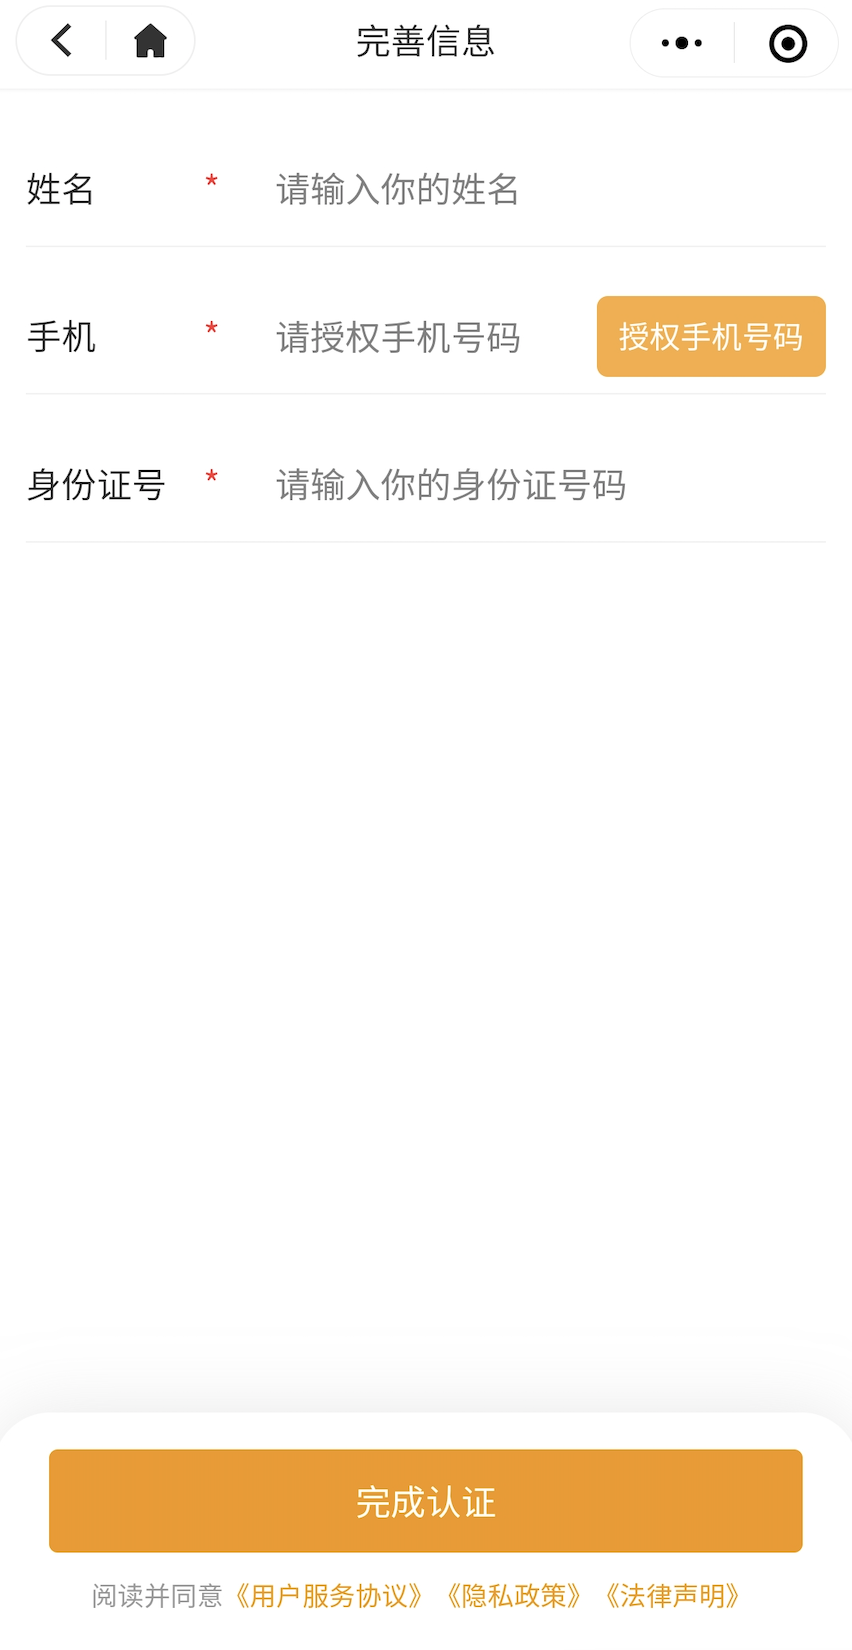 完善信息
姓名 * 请输入你的姓名
手机 * 请授权手机号码 授权手机号码
身份证号 * 请输入你的身份证号码
完成认证
阅读并同意《用户服务协议》《隐私政策》《法律声明》